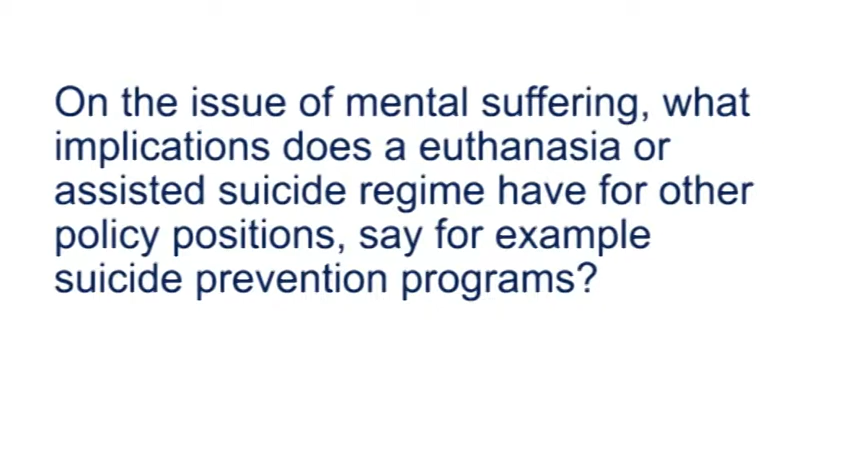 On the issue of mental suffering, what
implications does a euthanasia or
assisted suicide regime have for other
policy positions, say for example
suicide prevention programs?